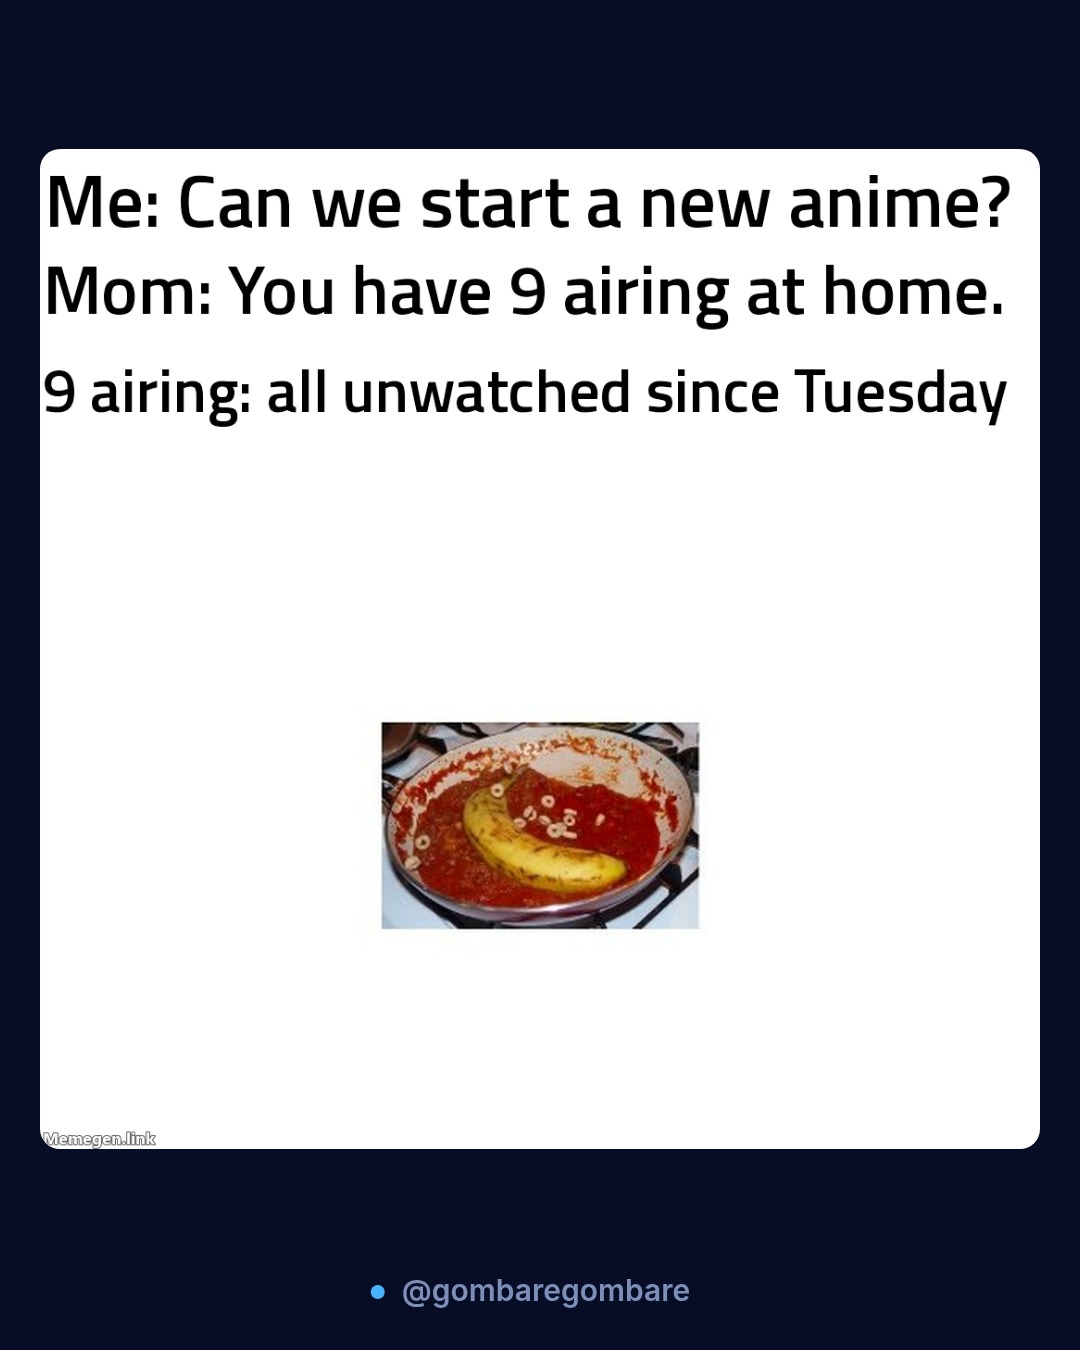 Me: Can we start a new anime?
Mom: You have 9 airing at home.
9 airing: all unwatched since Tuesday
Memegen.link
@gombaregombare